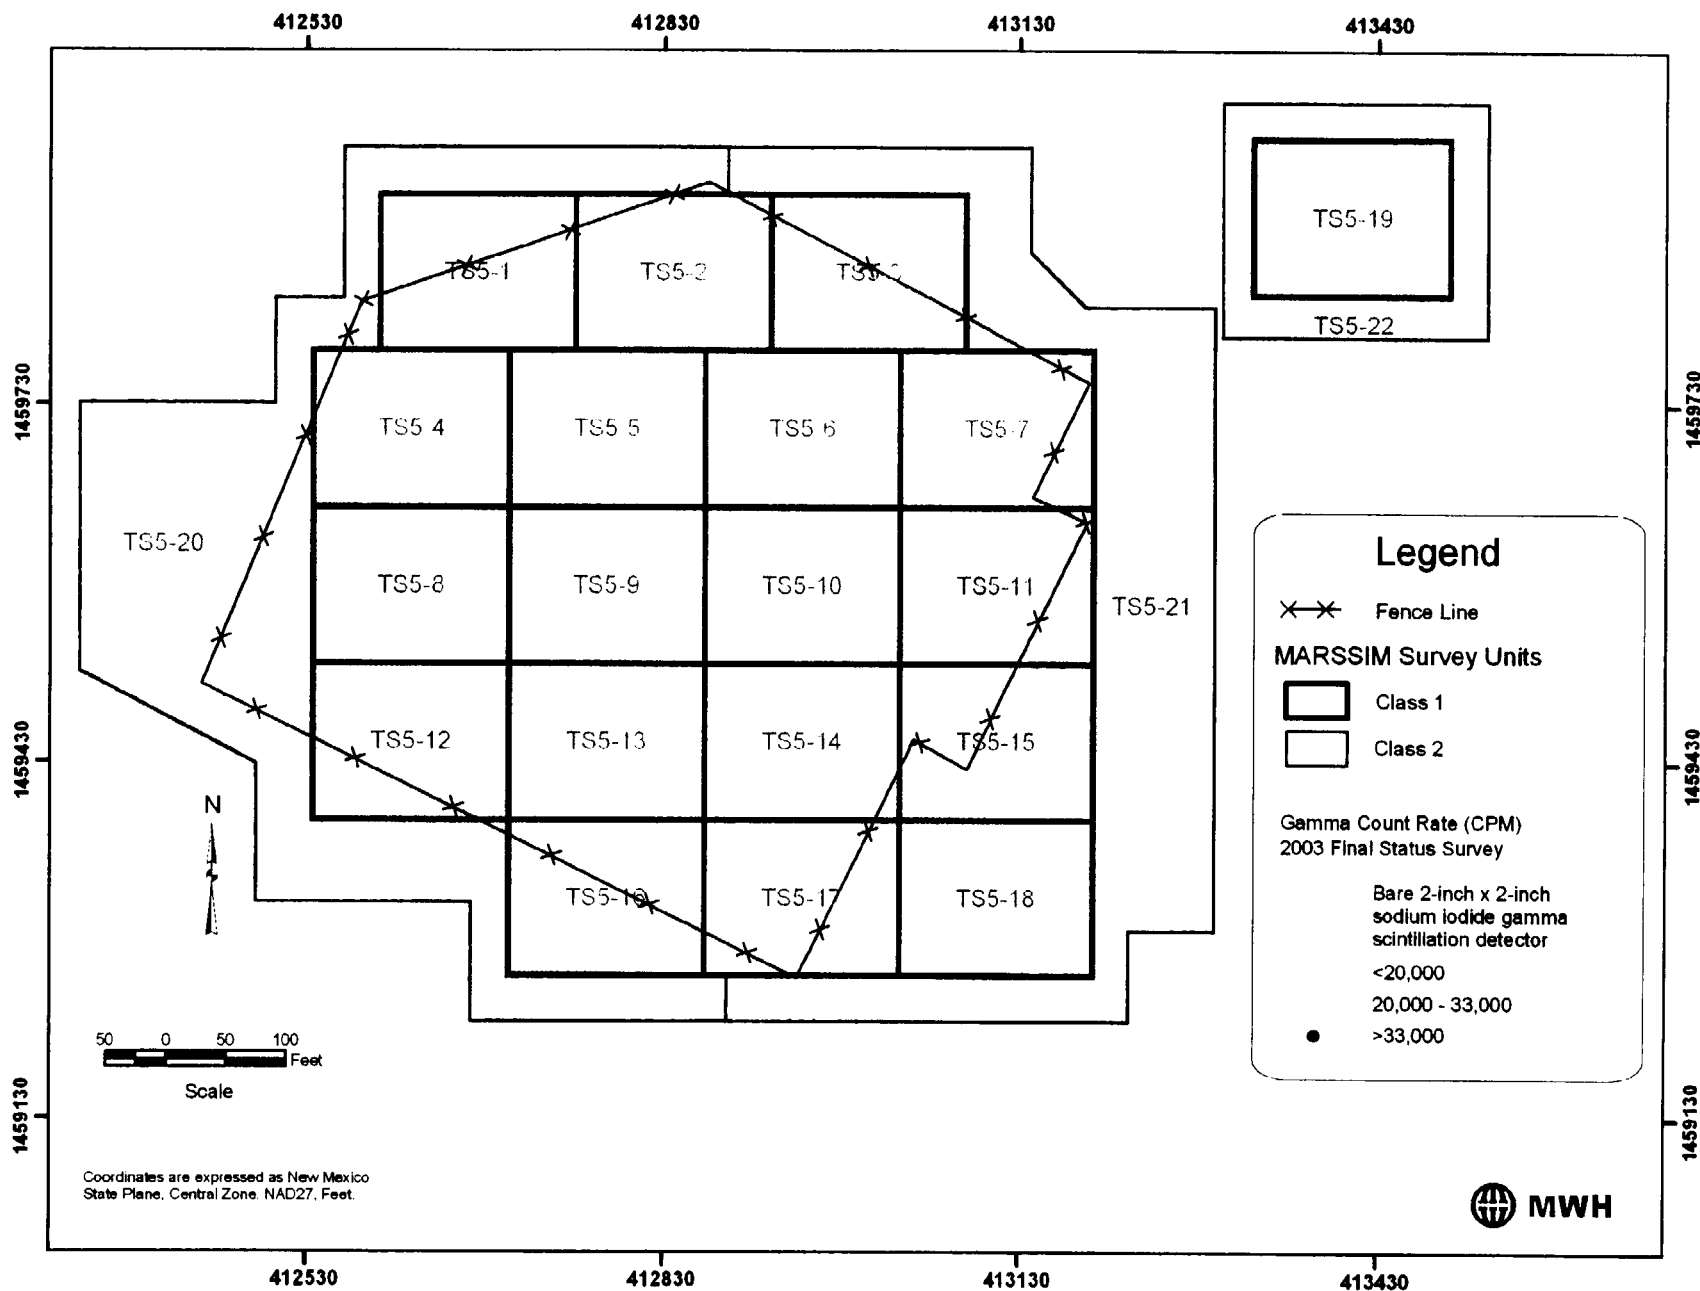 412530 412830 413130 413430
TS5-19
TS5-22
TS5-1 TS5-2 TS5-3
1459730 1459730
TS5-4 TS5-5 TS5-6 TS5-7
TS5-20
TS5-8 TS5-9 TS5-10 TS5-11
TS5-21
TS5-12 TS5-13 TS5-14 TS5-15
1459430 1459430
TS5-16 TS5-17 TS5-18
N
Legend
Fence Line
MARSSIM Survey Units
Class 1
Class 2
Gamma Count Rate (CPM)
2003 Final Status Survey
Bare 2-inch x 2-inch
sodium iodide gamma
scintillation detector
<20,000
20,000 - 33,000
>33,000
50 0 50 100
Feet
Scale
1459130 1459130
Coordinates are expressed as New Mexico
State Plane, Central Zone. NAD27, Feet.
MWH
412530 412830 413130 413430